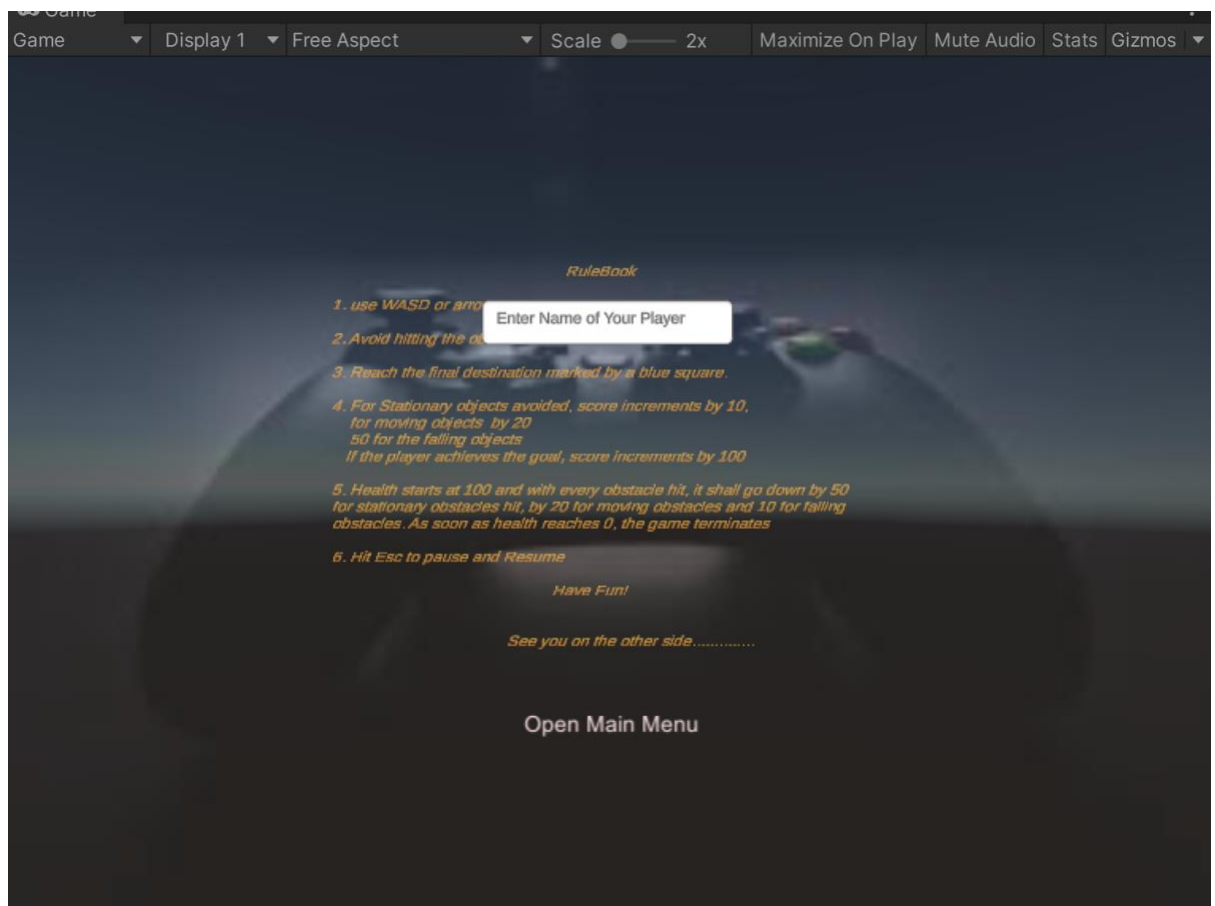 Game
Game Display 1 Free Aspect Scale 2x Maximize On Play Mute Audio Stats Gizmos
RuleBook
1. use WASD or
Enter Name of Your Player
2. Avoid hitting the
3. Reach the final destination marked by a blue square.
4. For Stationary objects avoided, score increments by 10,
for moving objects by 20
50 for the falling objects
If the player achieves the goal, score increments by 100
5. Health starts at 100 and with every obstacle hit, it shall go down by 50
for stationary obstacles hit, by 20 for moving obstacles and 10 for falling
obstacles. As soon as health reaches 0, the game terminates
6. Hit Esc to pause and Resume
Have Fun!
See you on the other side..............
Open Main Menu